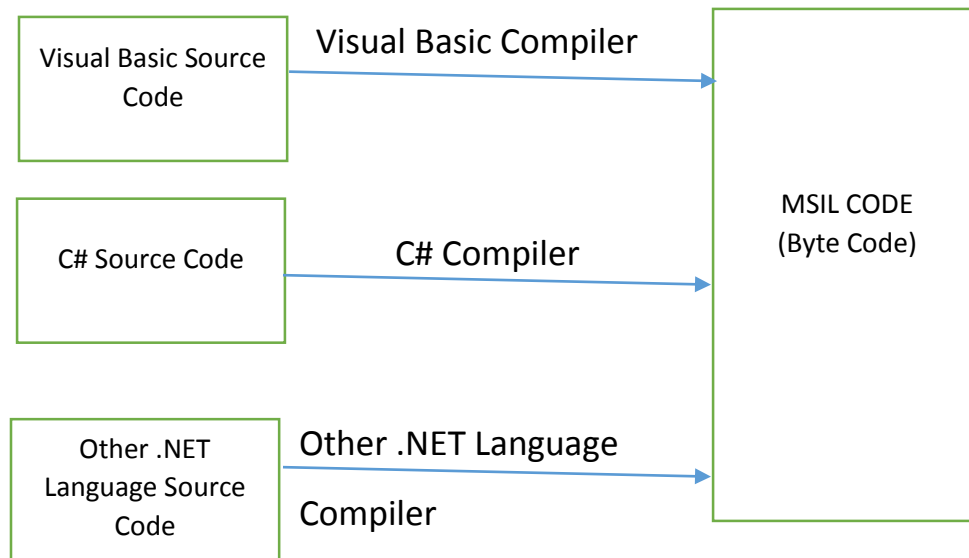 Visual Basic Source
Code
Visual Basic Compiler
C# Source Code
C# Compiler
Other .NET
Language Source
Code
Other .NET Language
Compiler
MSIL CODE
(Byte Code)